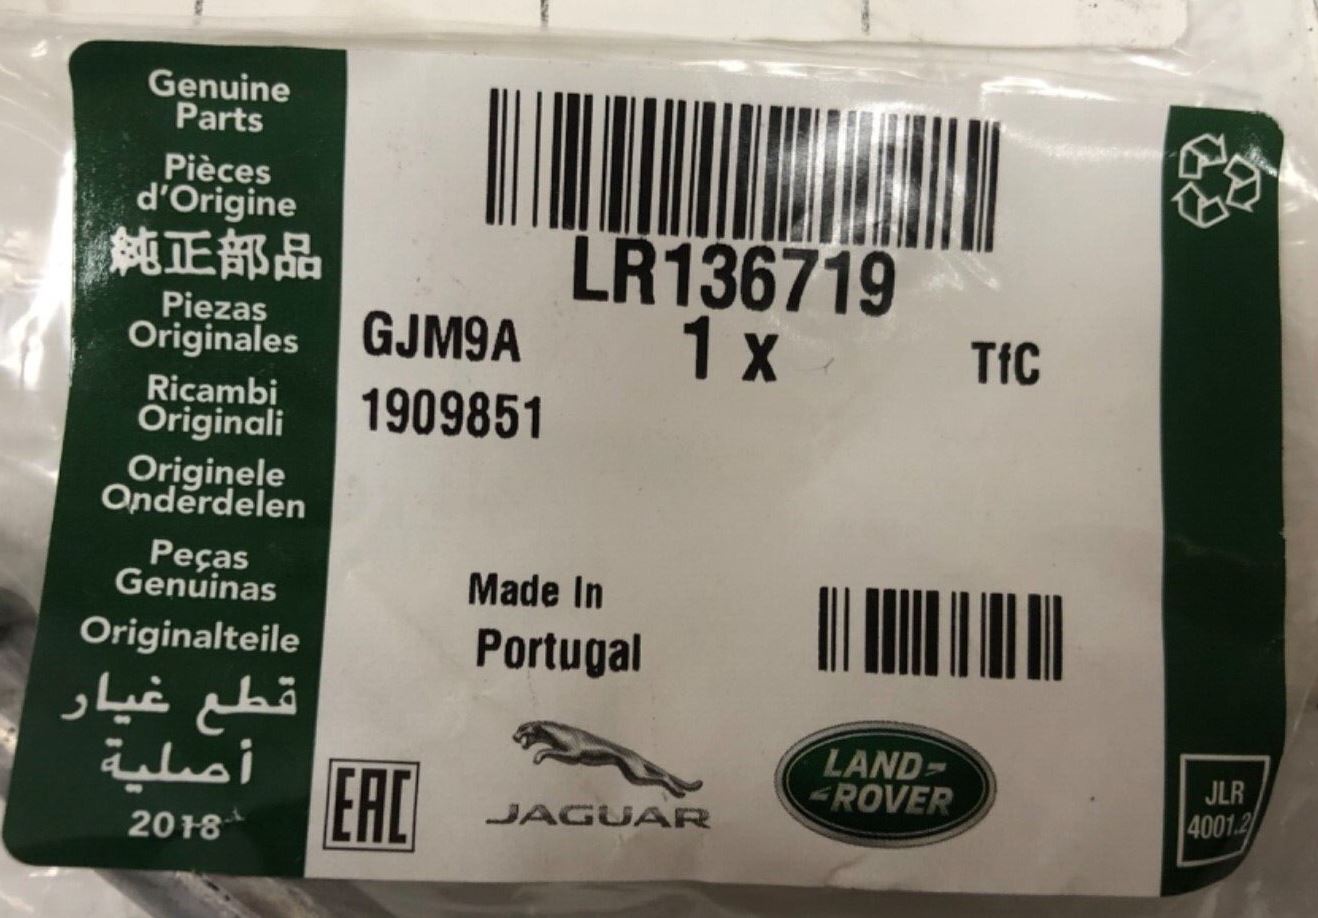 Genuine
Parts
Pièces
d'Origine
純正部品
Piezas
Originales
Ricambi
Originali
Originele
Onderdelen
Peças
Genuinas
Originalteile
قطع غيار
أصلية
2018
LR136719
GJM9A
1 x
TfC
1909851
Made In
Portugal
EAC
JAGUAR
LAND-
-ROVER
JLR
4001.2